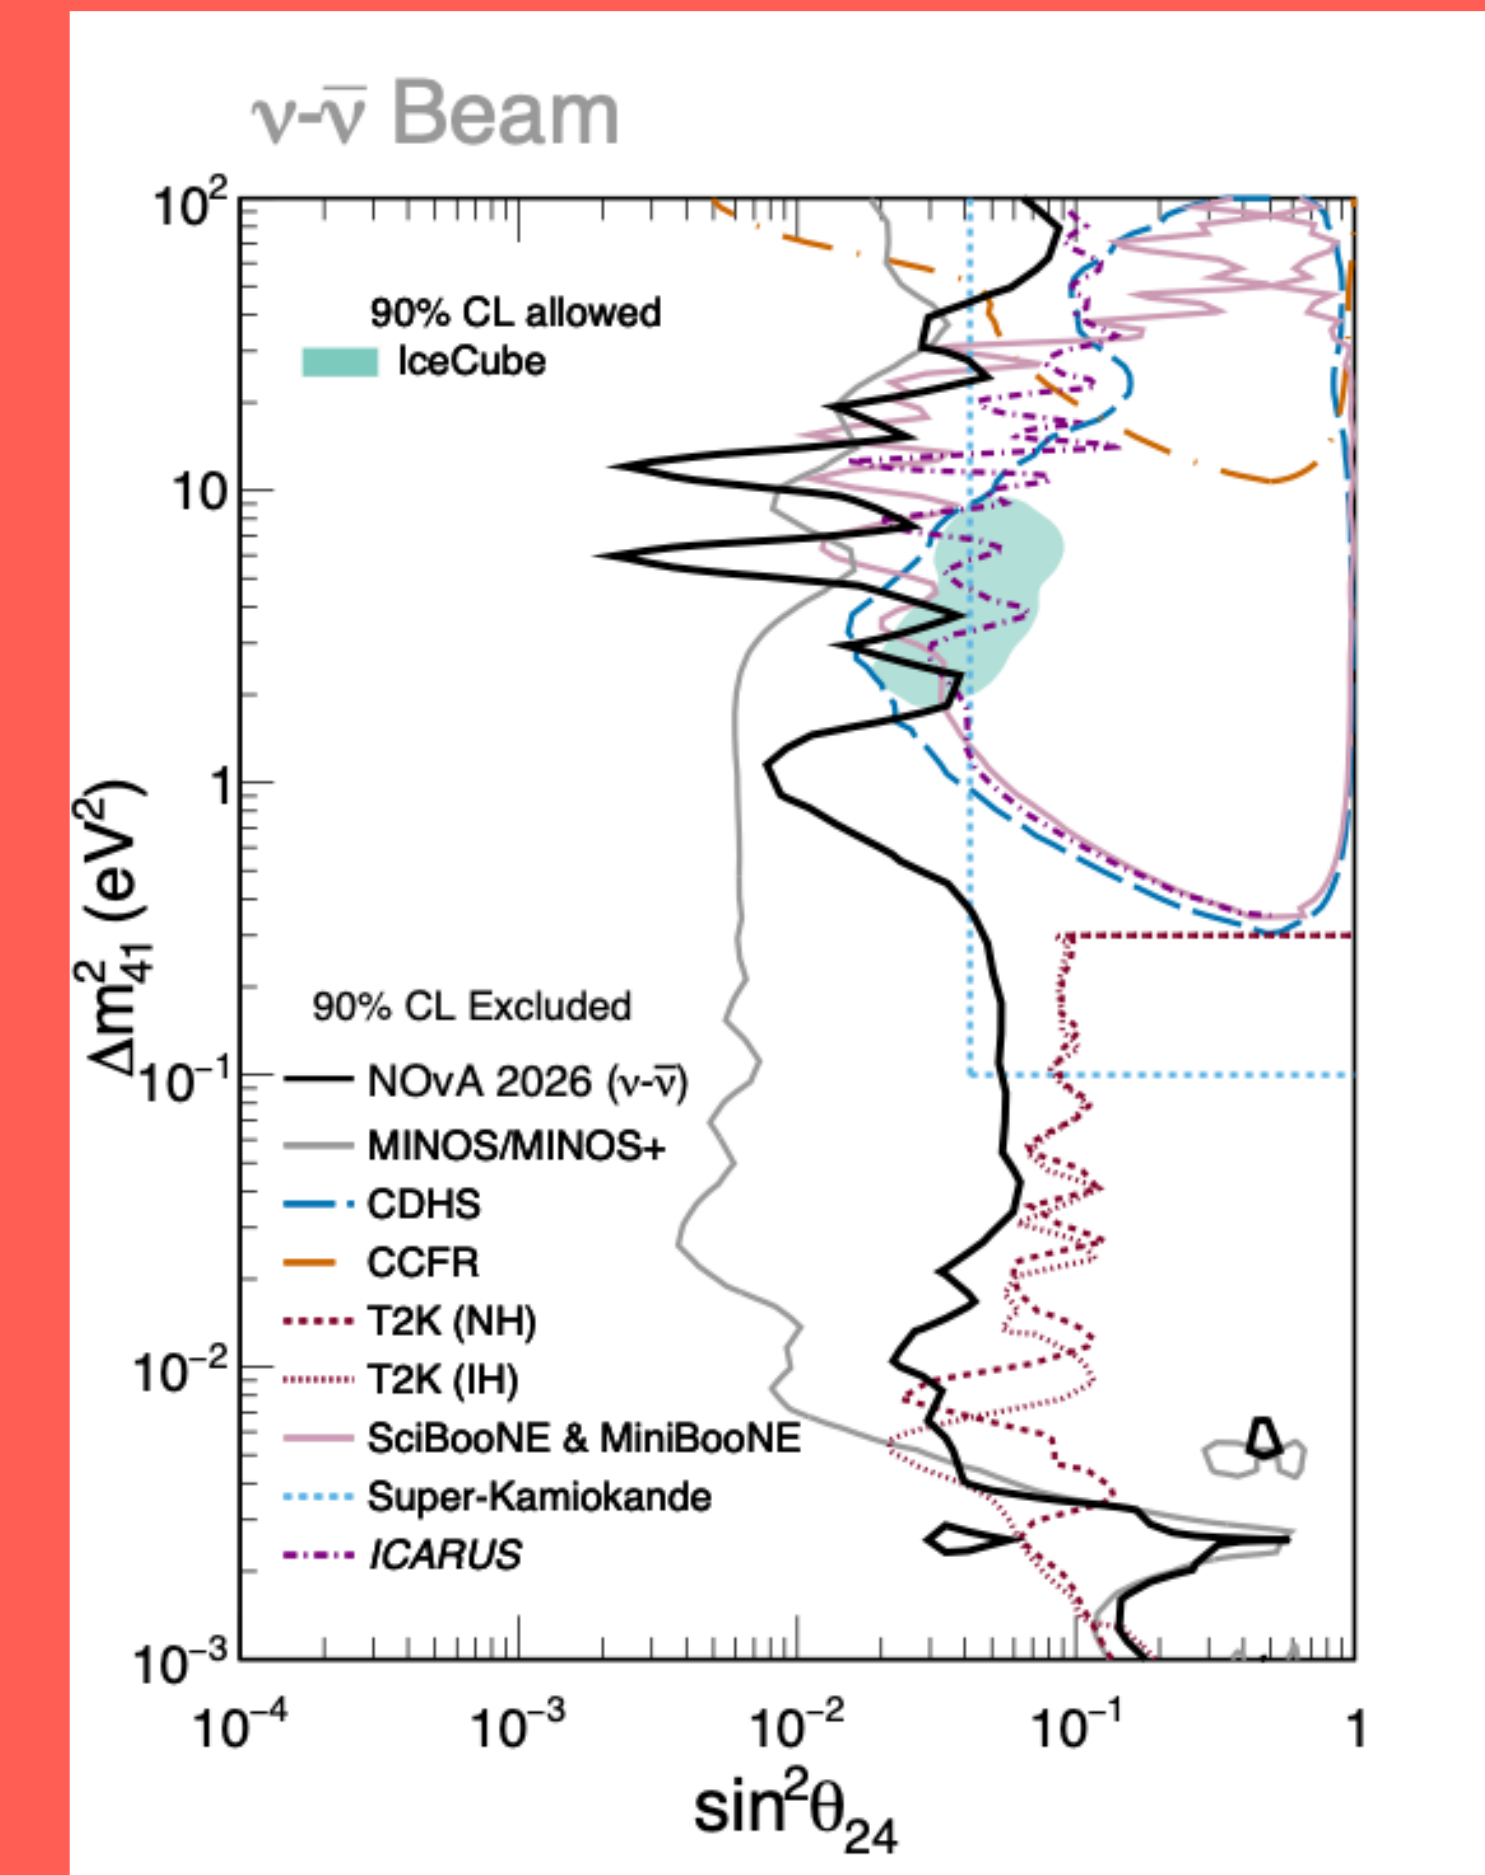 ν-ν̅ Beam
10²
90% CL allowed
IceCube
10
1
Δm²₄₁ (eV²)
90% CL Excluded
10⁻¹
NOvA 2026 (ν-ν̅)
MINOS/MINOS+
CDHS
CCFR
T2K (NH)
10⁻²
T2K (IH)
SciBooNE & MiniBooNE
Super-Kamiokande
ICARUS
10⁻³
10⁻⁴ 10⁻³ 10⁻² 10⁻¹ 1
sin²θ₂₄